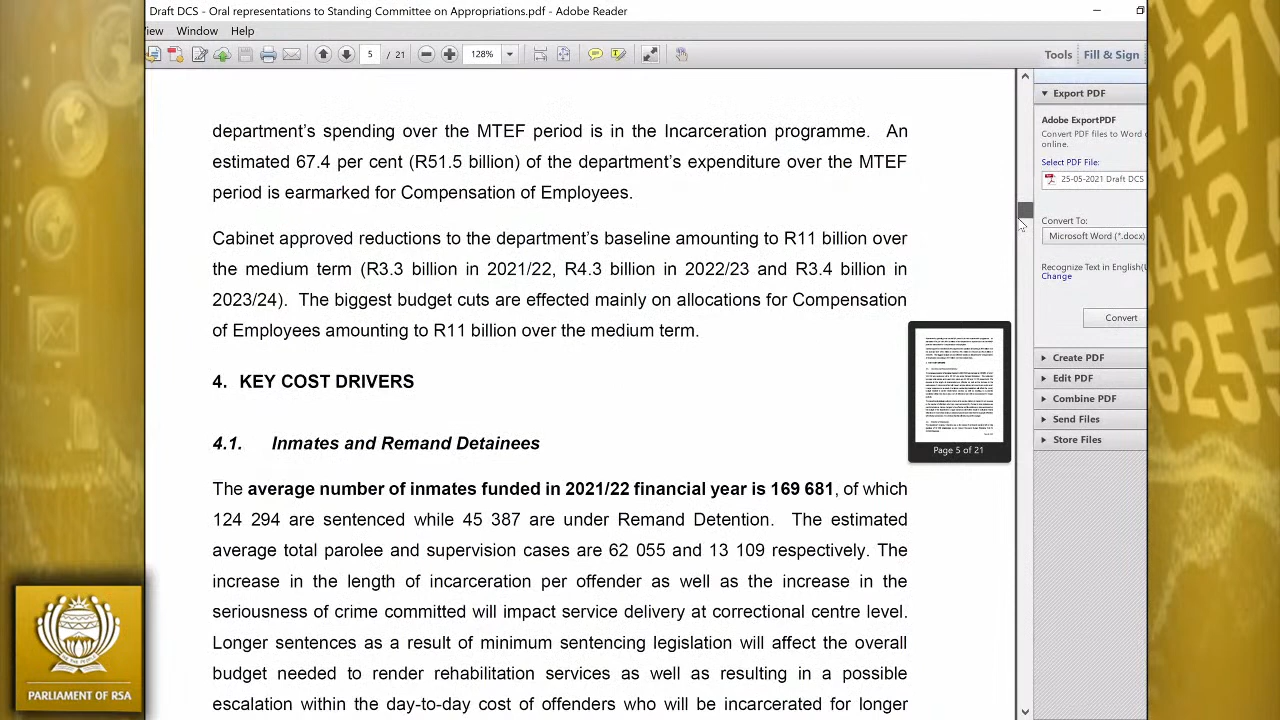 Draft DCS - Oral representations to Standing Committee on Appropriations.pdf - Adobe Reader
View Window Help
5 / 21 128% Tools Fill & Sign
department's spending over the MTEF period is in the Incarceration programme. An
estimated 67.4 per cent (R51.5 billion) of the department's expenditure over the MTEF
period is earmarked for Compensation of Employees.
Cabinet approved reductions to the department's baseline amounting to R11 billion over
the medium term (R3.3 billion in 2021/22, R4.3 billion in 2022/23 and R3.4 billion in
2023/24). The biggest budget cuts are effected mainly on allocations for Compensation
of Employees amounting to R11 billion over the medium term.
4. KEY COST DRIVERS
4.1. Inmates and Remand Detainees
The average number of inmates funded in 2021/22 financial year is 169 681, of which
124 294 are sentenced while 45 387 are under Remand Detention. The estimated
average total parolee and supervision cases are 62 055 and 13 109 respectively. The
increase in the length of incarceration per offender as well as the increase in the
seriousness of crime committed will impact service delivery at correctional centre level.
Longer sentences as a result of minimum sentencing legislation will affect the overall
budget needed to render rehabilitation services as well as resulting in a possible
escalation within the day-to-day cost of offenders who will be incarcerated for longer
Page 5 of 21
Export PDF
Adobe ExportPDF
Convert PDF files to Word
online.
Select PDF File:
25-05-2021 Draft DCS
Convert To:
Microsoft Word (*.docx)
Recognize Text in English(
Change
Convert
Create PDF
Edit PDF
Combine PDF
Send Files
Store Files
PARLIAMENT OF RSA